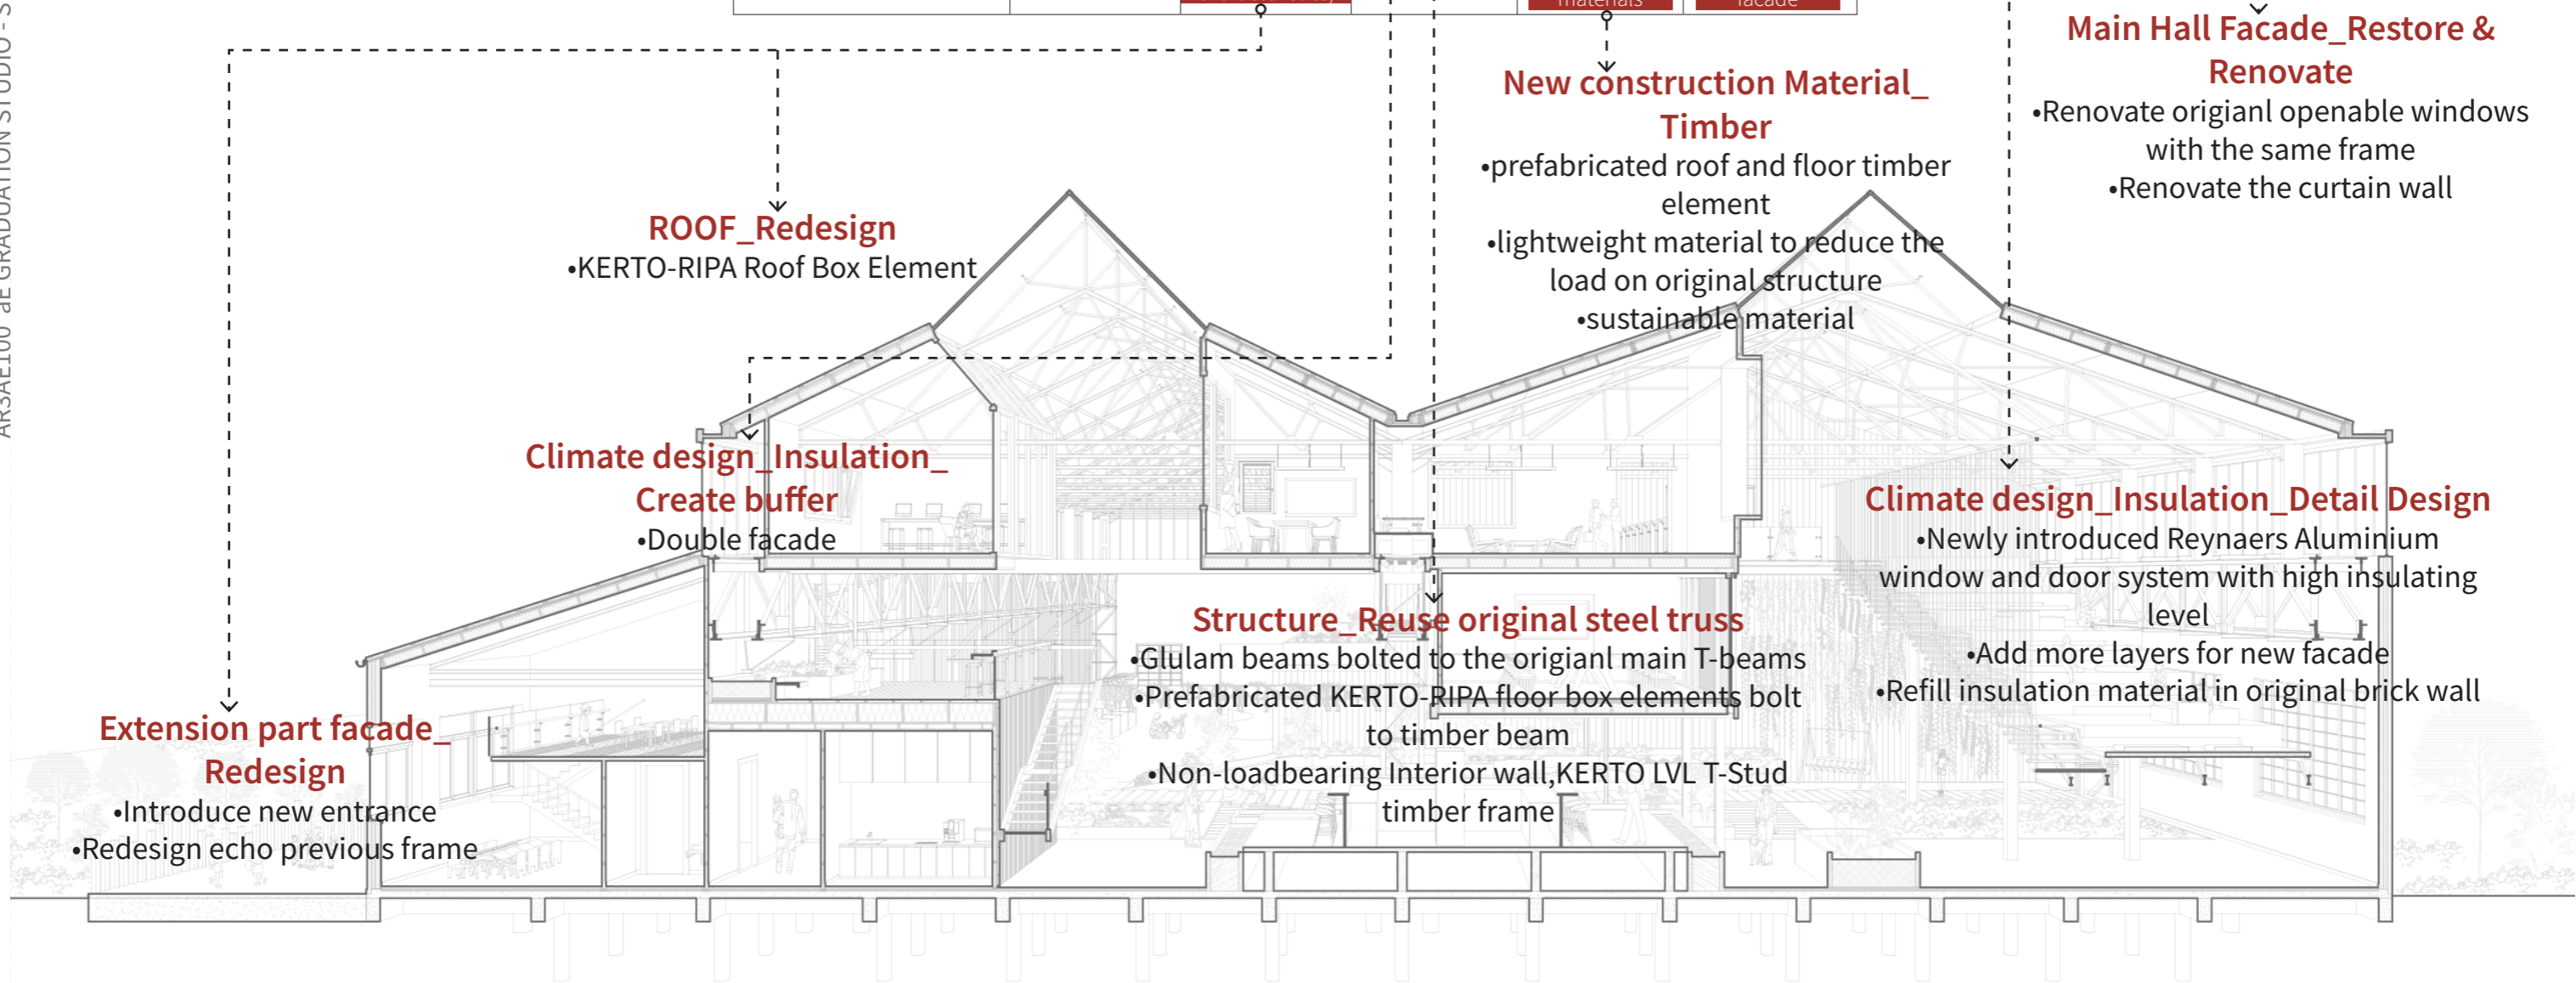 materials
facade
AR3AE100 aE GRADUATION STUDIO - S
Main Hall Facade_Restore &
Renovate
•Renovate origianl openable windows
with the same frame
•Renovate the curtain wall
New construction Material_
Timber
•prefabricated roof and floor timber
element
•lightweight material to reduce the
load on original structure
•sustainable material
ROOF_Redesign
•KERTO-RIPA Roof Box Element
Climate design_Insulation_
Create buffer
•Double facade
Climate design_Insulation_Detail Design
•Newly introduced Reynaers Aluminium
window and door system with high insulating
level
•Add more layers for new facade
•Refill insulation material in original brick wall
Structure_Reuse original steel truss
•Glulam beams bolted to the origianl main T-beams
•Prefabricated KERTO-RIPA floor box elements bolt
to timber beam
•Non-loadbearing Interior wall,KERTO LVL T-Stud
timber frame
Extension part facade_
Redesign
•Introduce new entrance
•Redesign echo previous frame